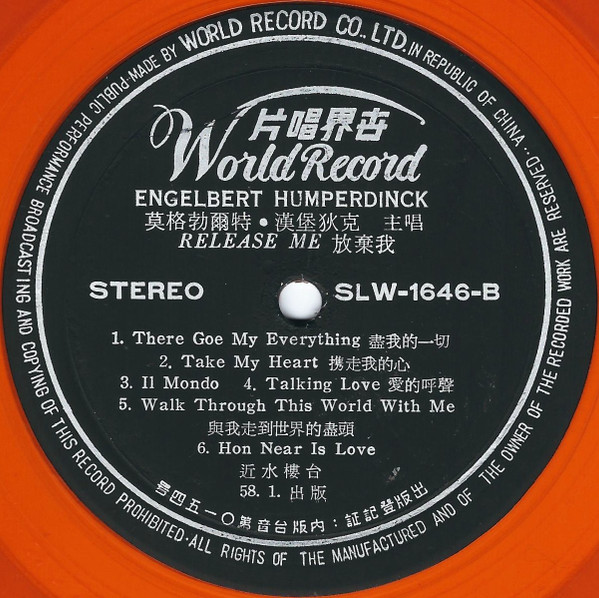 MADE BY WORLD RECORD CO., LTD. IN REPUBLIC OF CHINA.
世界唱片
World Record
ENGELBERT HUMPERDINCK
莫格勃爾特・漢堡狄克 主唱
RELEASE ME 放棄我
STEREO SLW-1646-B
1. There Goe My Everything 盡我的一切
2. Take My Heart 携走我的心
3. Il Mondo 4. Talking Love 愛的呼聲
5. Walk Through This World With Me
與我走到世界的盡頭
6. Hon Near Is Love
近水樓台
58. 1. 出版
出版登記証：內版台音第〇一五四号
PUBLIC PERFORMANCE BROADCASTING AND COPYING OF THIS RECORD PROHIBITED·ALL RIGHTS OF THE MANUFACTURED AND OF THE OWNER OF THE RECORDED WORK ARE RESERVED·